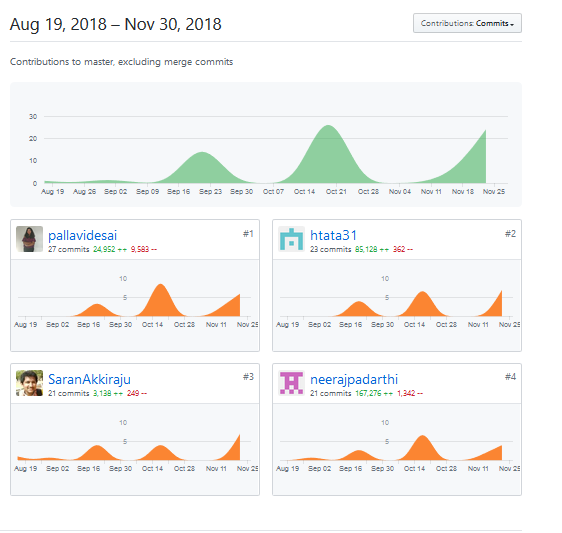 Aug 19, 2018 – Nov 30, 2018
Contributions: Commits
Contributions to master, excluding merge commits
30
20
10
0
Aug 19 Aug 26 Sep 02 Sep 09 Sep 16 Sep 23 Sep 30 Oct 07 Oct 14 Oct 21 Oct 28 Nov 04 Nov 11 Nov 18 Nov 25
pallavidesai #1
27 commits 24,952 ++ 9,583 --
10
5
Aug 19 Sep 02 Sep 16 Sep 30 Oct 14 Oct 28 Nov 11 Nov 25
htata31 #2
23 commits 85,128 ++ 362 --
10
5
Aug 19 Sep 02 Sep 16 Sep 30 Oct 14 Oct 28 Nov 11 Nov 25
SaranAkkiraju #3
21 commits 3,138 ++ 249 --
10
5
Aug 19 Sep 02 Sep 16 Sep 30 Oct 14 Oct 28 Nov 11 Nov 25
neerajpadarthi #4
21 commits 167,276 ++ 1,342 --
10
5
Aug 19 Sep 02 Sep 16 Sep 30 Oct 14 Oct 28 Nov 11 Nov 25